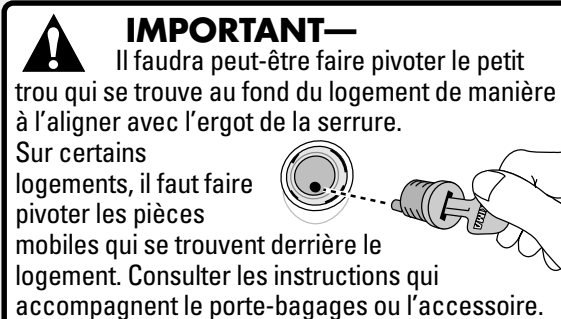 IMPORTANT—
Il faudra peut-être faire pivoter le petit
trou qui se trouve au fond du logement de manière
à l’aligner avec l’ergot de la serrure.
Sur certains
logements, il faut faire
pivoter les pièces
mobiles qui se trouvent derrière le
logement. Consulter les instructions qui
accompagnent le porte-bagages ou l’accessoire.